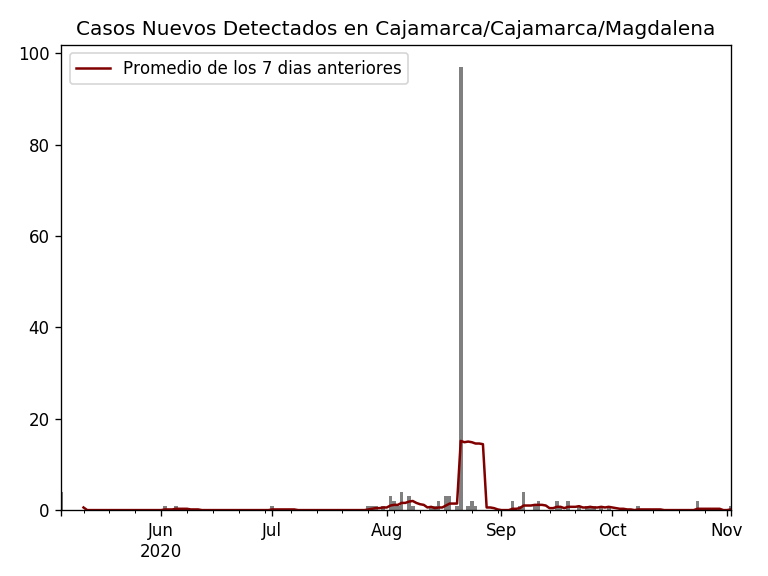 Casos Nuevos Detectados en Cajamarca/Cajamarca/Magdalena
Promedio de los 7 dias anteriores
100
80
60
40
20
0
Jun Jul Aug Sep Oct Nov
2020